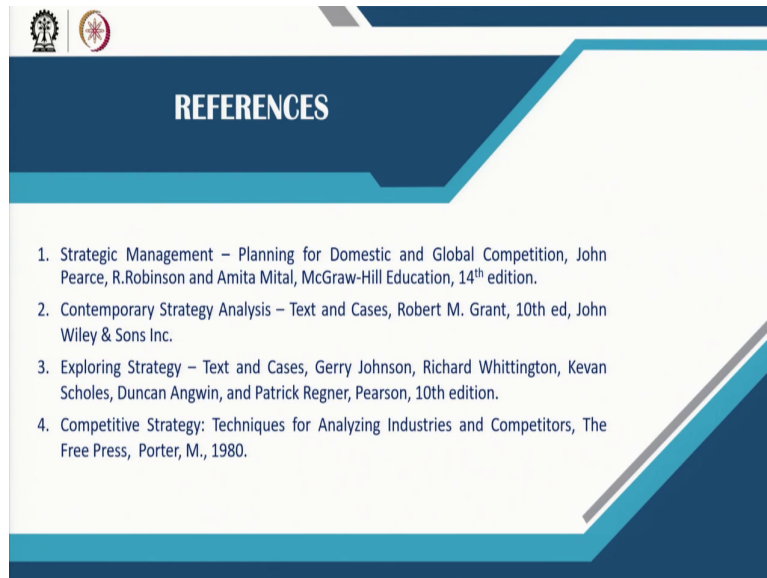 REFERENCES
1. Strategic Management – Planning for Domestic and Global Competition, John
Pearce, R.Robinson and Amita Mital, McGraw-Hill Education, 14th edition.
2. Contemporary Strategy Analysis – Text and Cases, Robert M. Grant, 10th ed, John
Wiley & Sons Inc.
3. Exploring Strategy – Text and Cases, Gerry Johnson, Richard Whittington, Kevan
Scholes, Duncan Angwin, and Patrick Regner, Pearson, 10th edition.
4. Competitive Strategy: Techniques for Analyzing Industries and Competitors, The
Free Press, Porter, M., 1980.